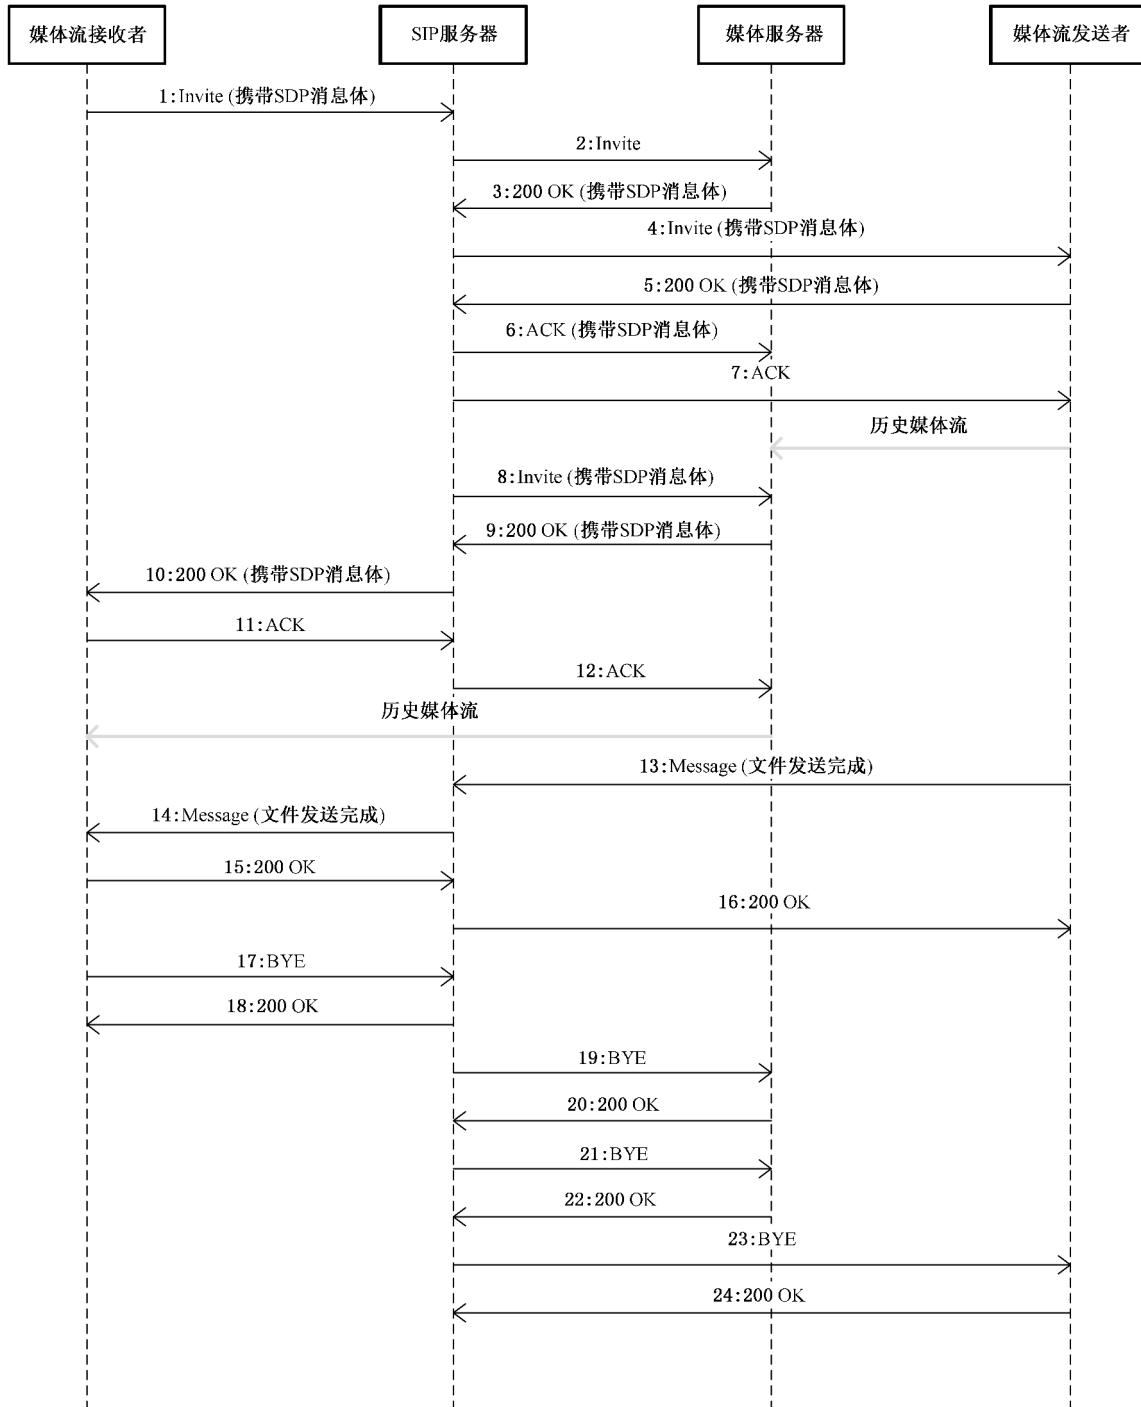 媒体流接收者
SIP服务器
媒体服务器
媒体流发送者
1:Invite (携带SDP消息体)
2:Invite
3:200 OK (携带SDP消息体)
4:Invite (携带SDP消息体)
5:200 OK (携带SDP消息体)
6:ACK (携带SDP消息体)
7:ACK
历史媒体流
8:Invite (携带SDP消息体)
9:200 OK (携带SDP消息体)
10:200 OK (携带SDP消息体)
11:ACK
12:ACK
历史媒体流
13:Message (文件发送完成)
14:Message (文件发送完成)
15:200 OK
16:200 OK
17:BYE
18:200 OK
19:BYE
20:200 OK
21:BYE
22:200 OK
23:BYE
24:200 OK